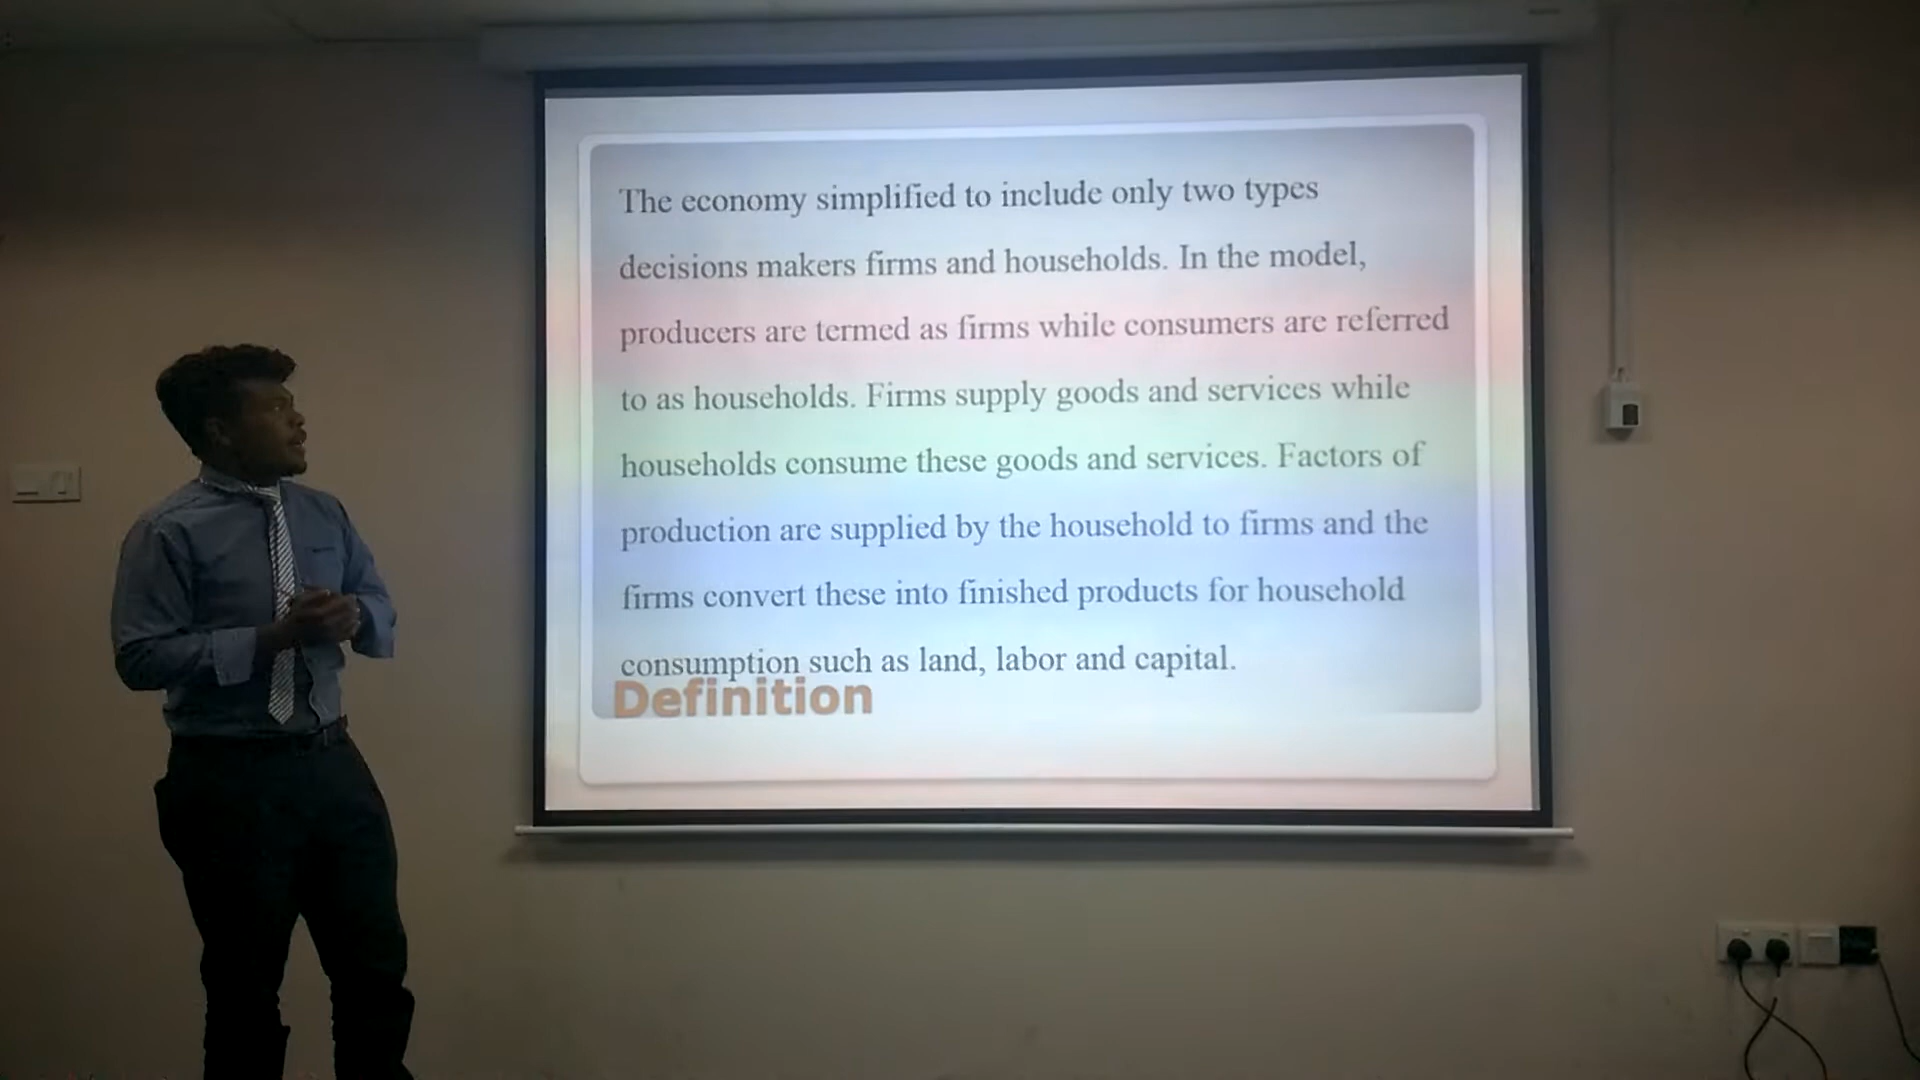 The economy simplified to include only two types
decisions makers firms and households. In the model,
producers are termed as firms while consumers are referred
to as households. Firms supply goods and services while
households consume these goods and services. Factors of
production are supplied by the household to firms and the
firms convert these into finished products for household
consumption such as land, labor and capital.
Definition